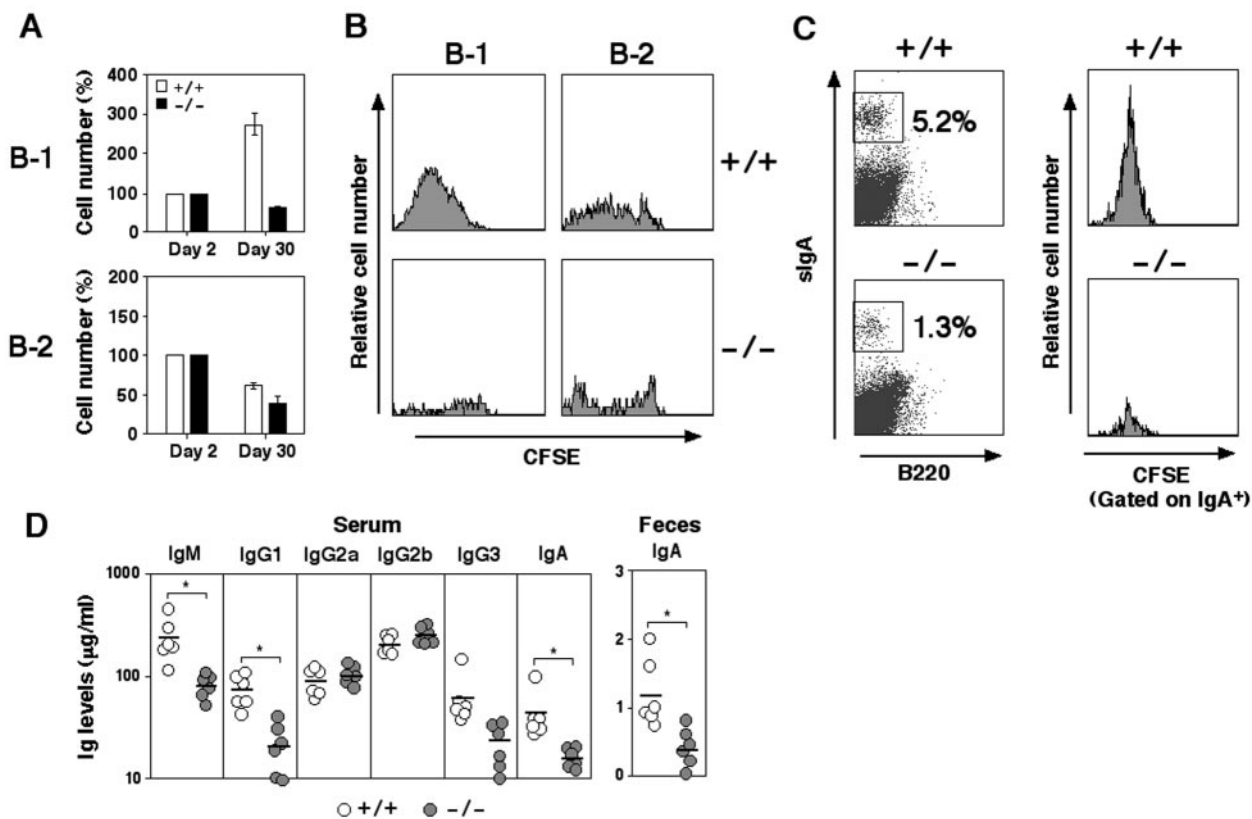 A
B-1
Cell number (%)
400
300
200
100
0
+/+
−/−
Day 2
Day 30
B-2
Cell number (%)
200
150
100
50
0
Day 2
Day 30
B
B-1
B-2
Relative cell number
+/+
−/−
CFSE
C
+/+
+/+
sIgA
5.2%
Relative cell number
−/−
−/−
1.3%
B220
CFSE
(Gated on IgA+)
D
Serum
Feces
IgM
IgG1
IgG2a
IgG2b
IgG3
IgA
IgA
Ig levels (µg/ml)
1000
100
10
*
*
*
3
2
1
0
*
+/+
−/−